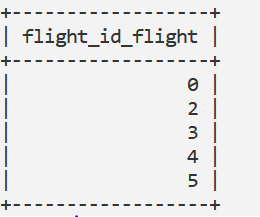 +------------------+
| flight_id_flight |
+------------------+
|                0 |
|                2 |
|                3 |
|                4 |
|                5 |
+------------------+